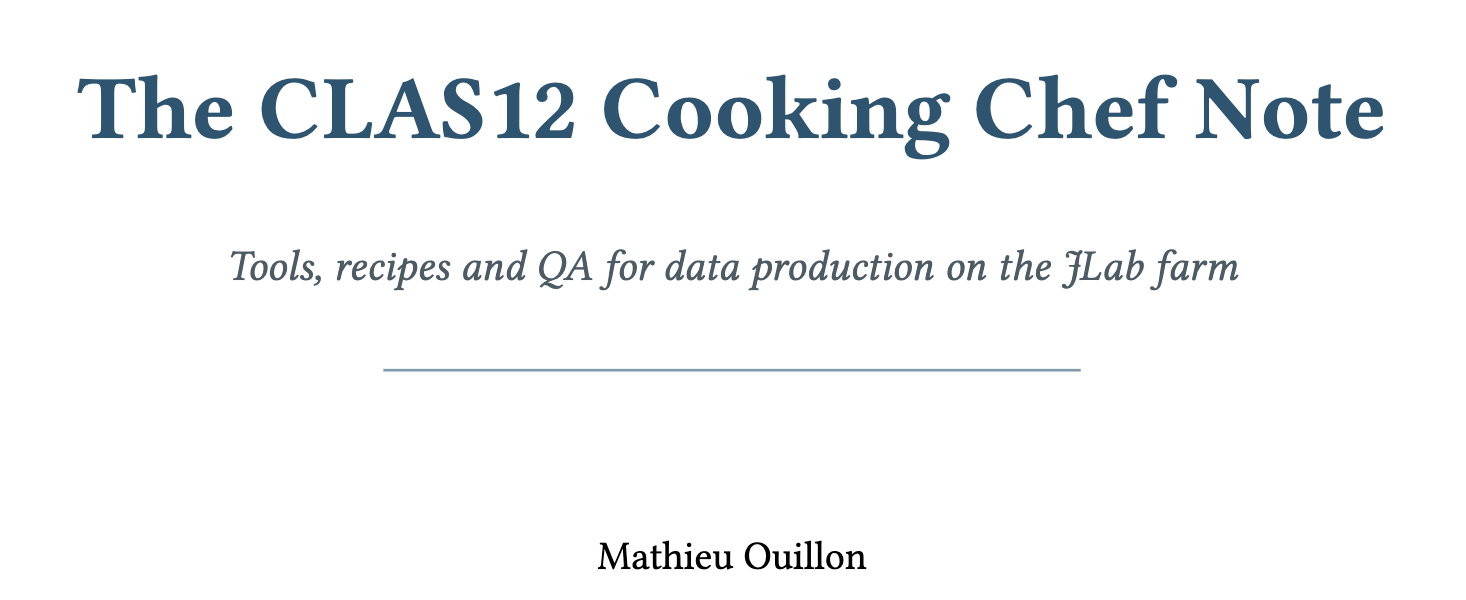 The CLAS12 Cooking Chef Note
Tools, recipes and QA for data production on the JLab farm
Mathieu Ouillon